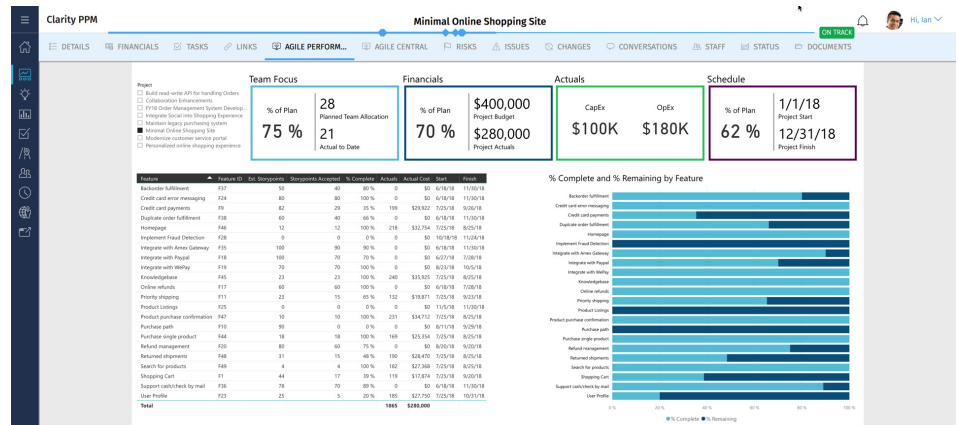 Clarity PPM
Minimal Online Shopping Site
Hi, Ian
ON TRACK
DETAILS FINANCIALS TASKS LINKS AGILE PERFORM... AGILE CENTRAL RISKS ISSUES CHANGES CONVERSATIONS STAFF STATUS DOCUMENTS
Project
Build read-write API for handling Orders
Collaboration Enhancements
FY18 Order Management System Develop...
Integrate Social into Shopping Experience
Maintain legacy purchasing system
Minimal Online Shopping Site
Modernize customer service portal
Personalized online shopping experience
Team Focus
% of Plan
75 %
28
Planned Team Allocation
21
Actual to Date
Financials
% of Plan
70 %
$400,000
Project Budget
$280,000
Project Actuals
Actuals
CapEx OpEx
$100K $180K
Schedule
% of Plan
62 %
1/1/18
Project Start
12/31/18
Project Finish
Feature Feature ID Est. Storypoints Storypoints Accepted % Complete Actuals Actual Cost Start Finish
Backorder fulfillment F37 50 40 80 % 0 $0 6/18/18 11/30/18
Credit card error messaging F24 80 80 100 % 0 $0 6/18/18 11/30/18
Credit card payments F9 82 29 35 % 199 $29,922 7/25/18 9/26/18
Duplicate order fulfillment F38 60 40 66 % 0 $0 6/18/18 11/30/18
Homepage F46 12 12 100 % 218 $32,754 7/25/18 8/25/18
Implement Fraud Detection F28 0 0 0 % 0 $0 10/18/18 11/24/18
Integrate with Amex Gateway F35 100 90 90 % 0 $0 6/18/18 11/30/18
Integrate with Paypal F18 100 70 70 % 0 $0 6/27/18 7/28/18
Integrate with WePay F19 70 70 100 % 0 $0 8/23/18 10/5/18
Knowledgebase F45 23 23 100 % 240 $35,925 7/25/18 8/25/18
Online refunds F17 60 60 100 % 0 $0 6/18/18 7/28/18
Priority shipping F11 23 15 65 % 132 $19,871 7/25/18 9/23/18
Product Listings F25 0 0 0 % 0 $0 11/5/18 11/30/18
Product purchase confirmation F47 10 10 100 % 231 $34,712 7/25/18 8/25/18
Purchase path F10 90 0 0 % 0 $0 8/11/18 9/29/18
Purchase single product F44 18 18 100 % 169 $25,354 7/25/18 8/25/18
Refund management F20 80 60 75 % 0 $0 8/20/18 9/20/18
Returned shipments F48 31 15 48 % 190 $28,470 7/25/18 8/25/18
Search for products F49 4 4 100 % 182 $27,368 7/25/18 8/25/18
Shopping Cart F1 44 17 39 % 119 $17,874 7/25/18 9/20/18
Support cash/check by mail F36 78 70 89 % 0 $0 6/18/18 11/30/18
User Profile F23 25 5 20 % 185 $27,750 7/25/18 10/31/18
Total 1865 $280,000
% Complete and % Remaining by Feature
Backorder fulfillment
Credit card error messaging
Credit card payments
Duplicate order fulfillment
Homepage
Implement Fraud Detection
Integrate with Amex Gateway
Integrate with Paypal
Integrate with WePay
Knowledgebase
Online refunds
Priority shipping
Product Listings
Product purchase confirmation
Purchase path
Purchase single product
Refund management
Returned shipments
Search for products
Shopping Cart
Support cash/check by mail
User Profile
0 % 20 % 40 % 60 % 80 % 100 %
% Complete % Remaining